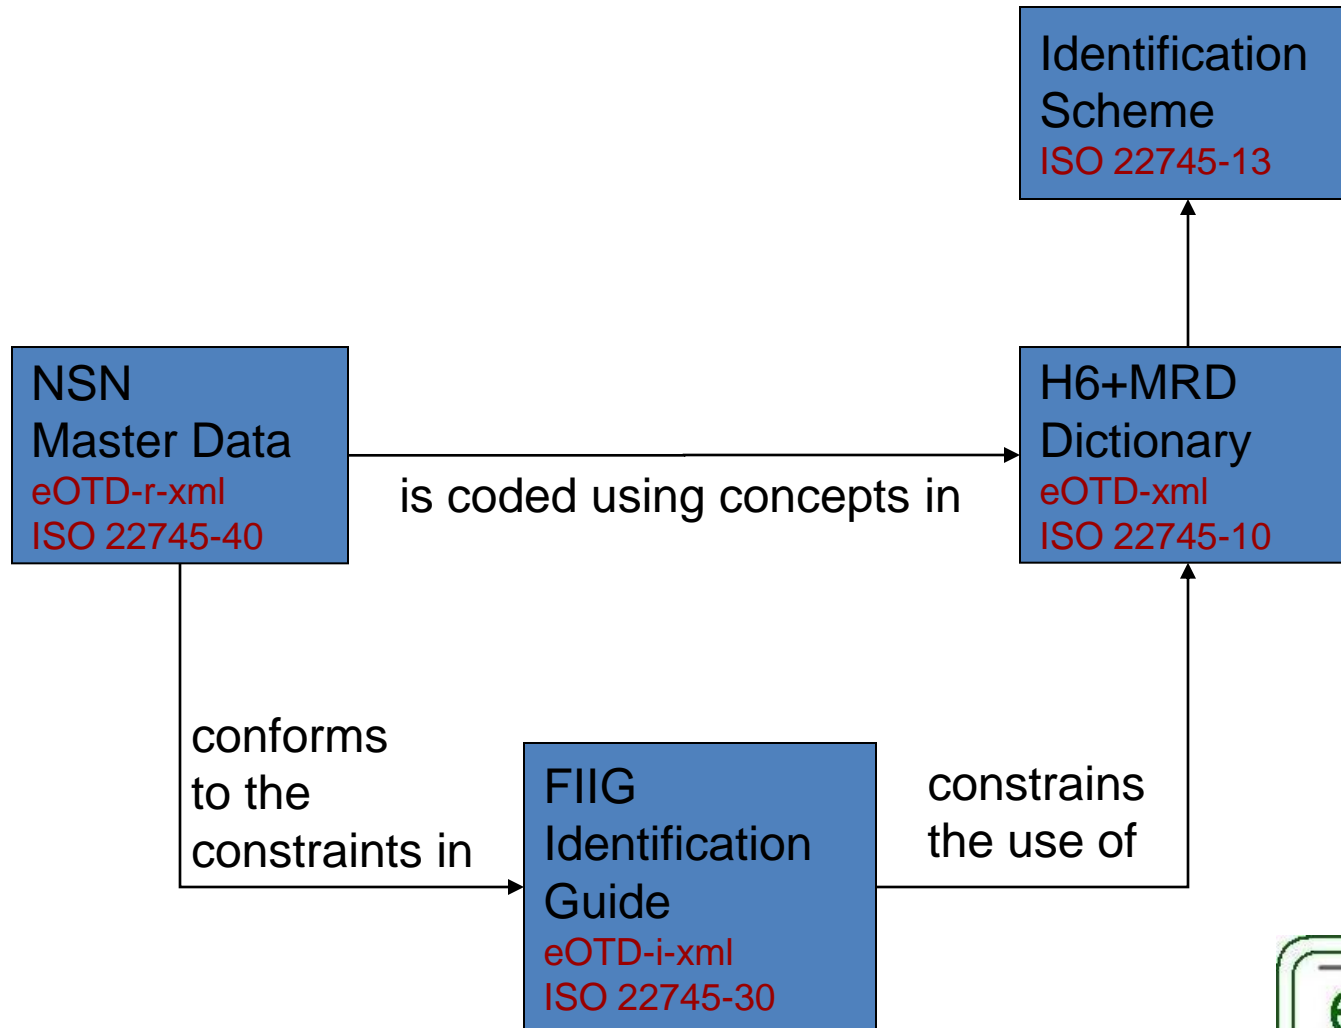 Identification
Scheme
ISO 22745-13
NSN
Master Data
eOTD-r-xml
ISO 22745-40
is coded using concepts in
H6+MRD
Dictionary
eOTD-xml
ISO 22745-10
conforms
to the
constraints in
FIIG
Identification
Guide
eOTD-i-xml
ISO 22745-30
constrains
the use of